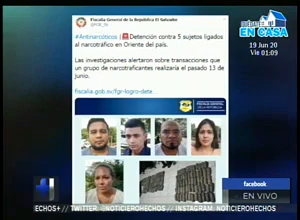 EN CASA
19 Jun 20
Vie 01:09
Fiscalía General de la República El Salvador
#Antinarcóticos | Detención contra 5 sujetos ligados
al narcotráfico en Oriente del país.
Las investigaciones alertaron sobre transacciones que
un grupo de narcotraficantes realizaría el pasado 13 de
junio.
fiscalia.gob.sv/fgr-logro-deta...
facebook
EN VIVO
ECHOS+ // TWITTER: @NOTICIEROHECHOS // INSTAGRAM: NOTICIEROHECHOS